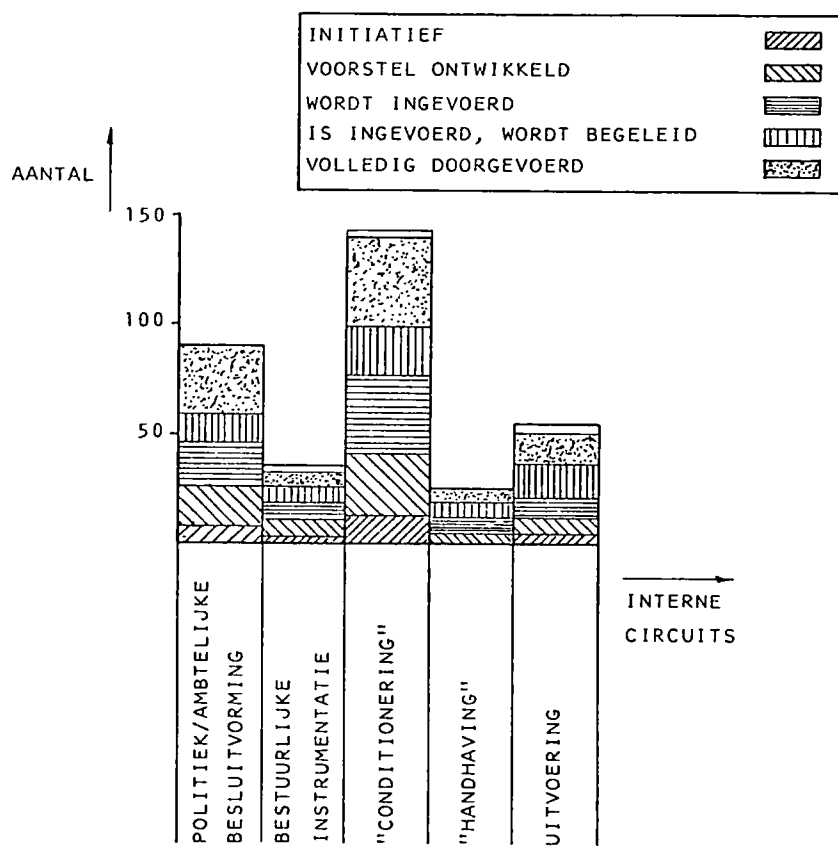 INITIATIEF
VOORSTEL ONTWIKKELD
WORDT INGEVOERD
IS INGEVOERD, WORDT BEGELEID
VOLLEDIG DOORGEVOERD
AANTAL
150
100
50
INTERNE
CIRCUITS
POLITIEK/AMBTELIJKE
BESLUITVORMING
BESTUURLIJKE
INSTRUMENTATIE
"CONDITIONERING"
"HANDHAVING"
UITVOERING